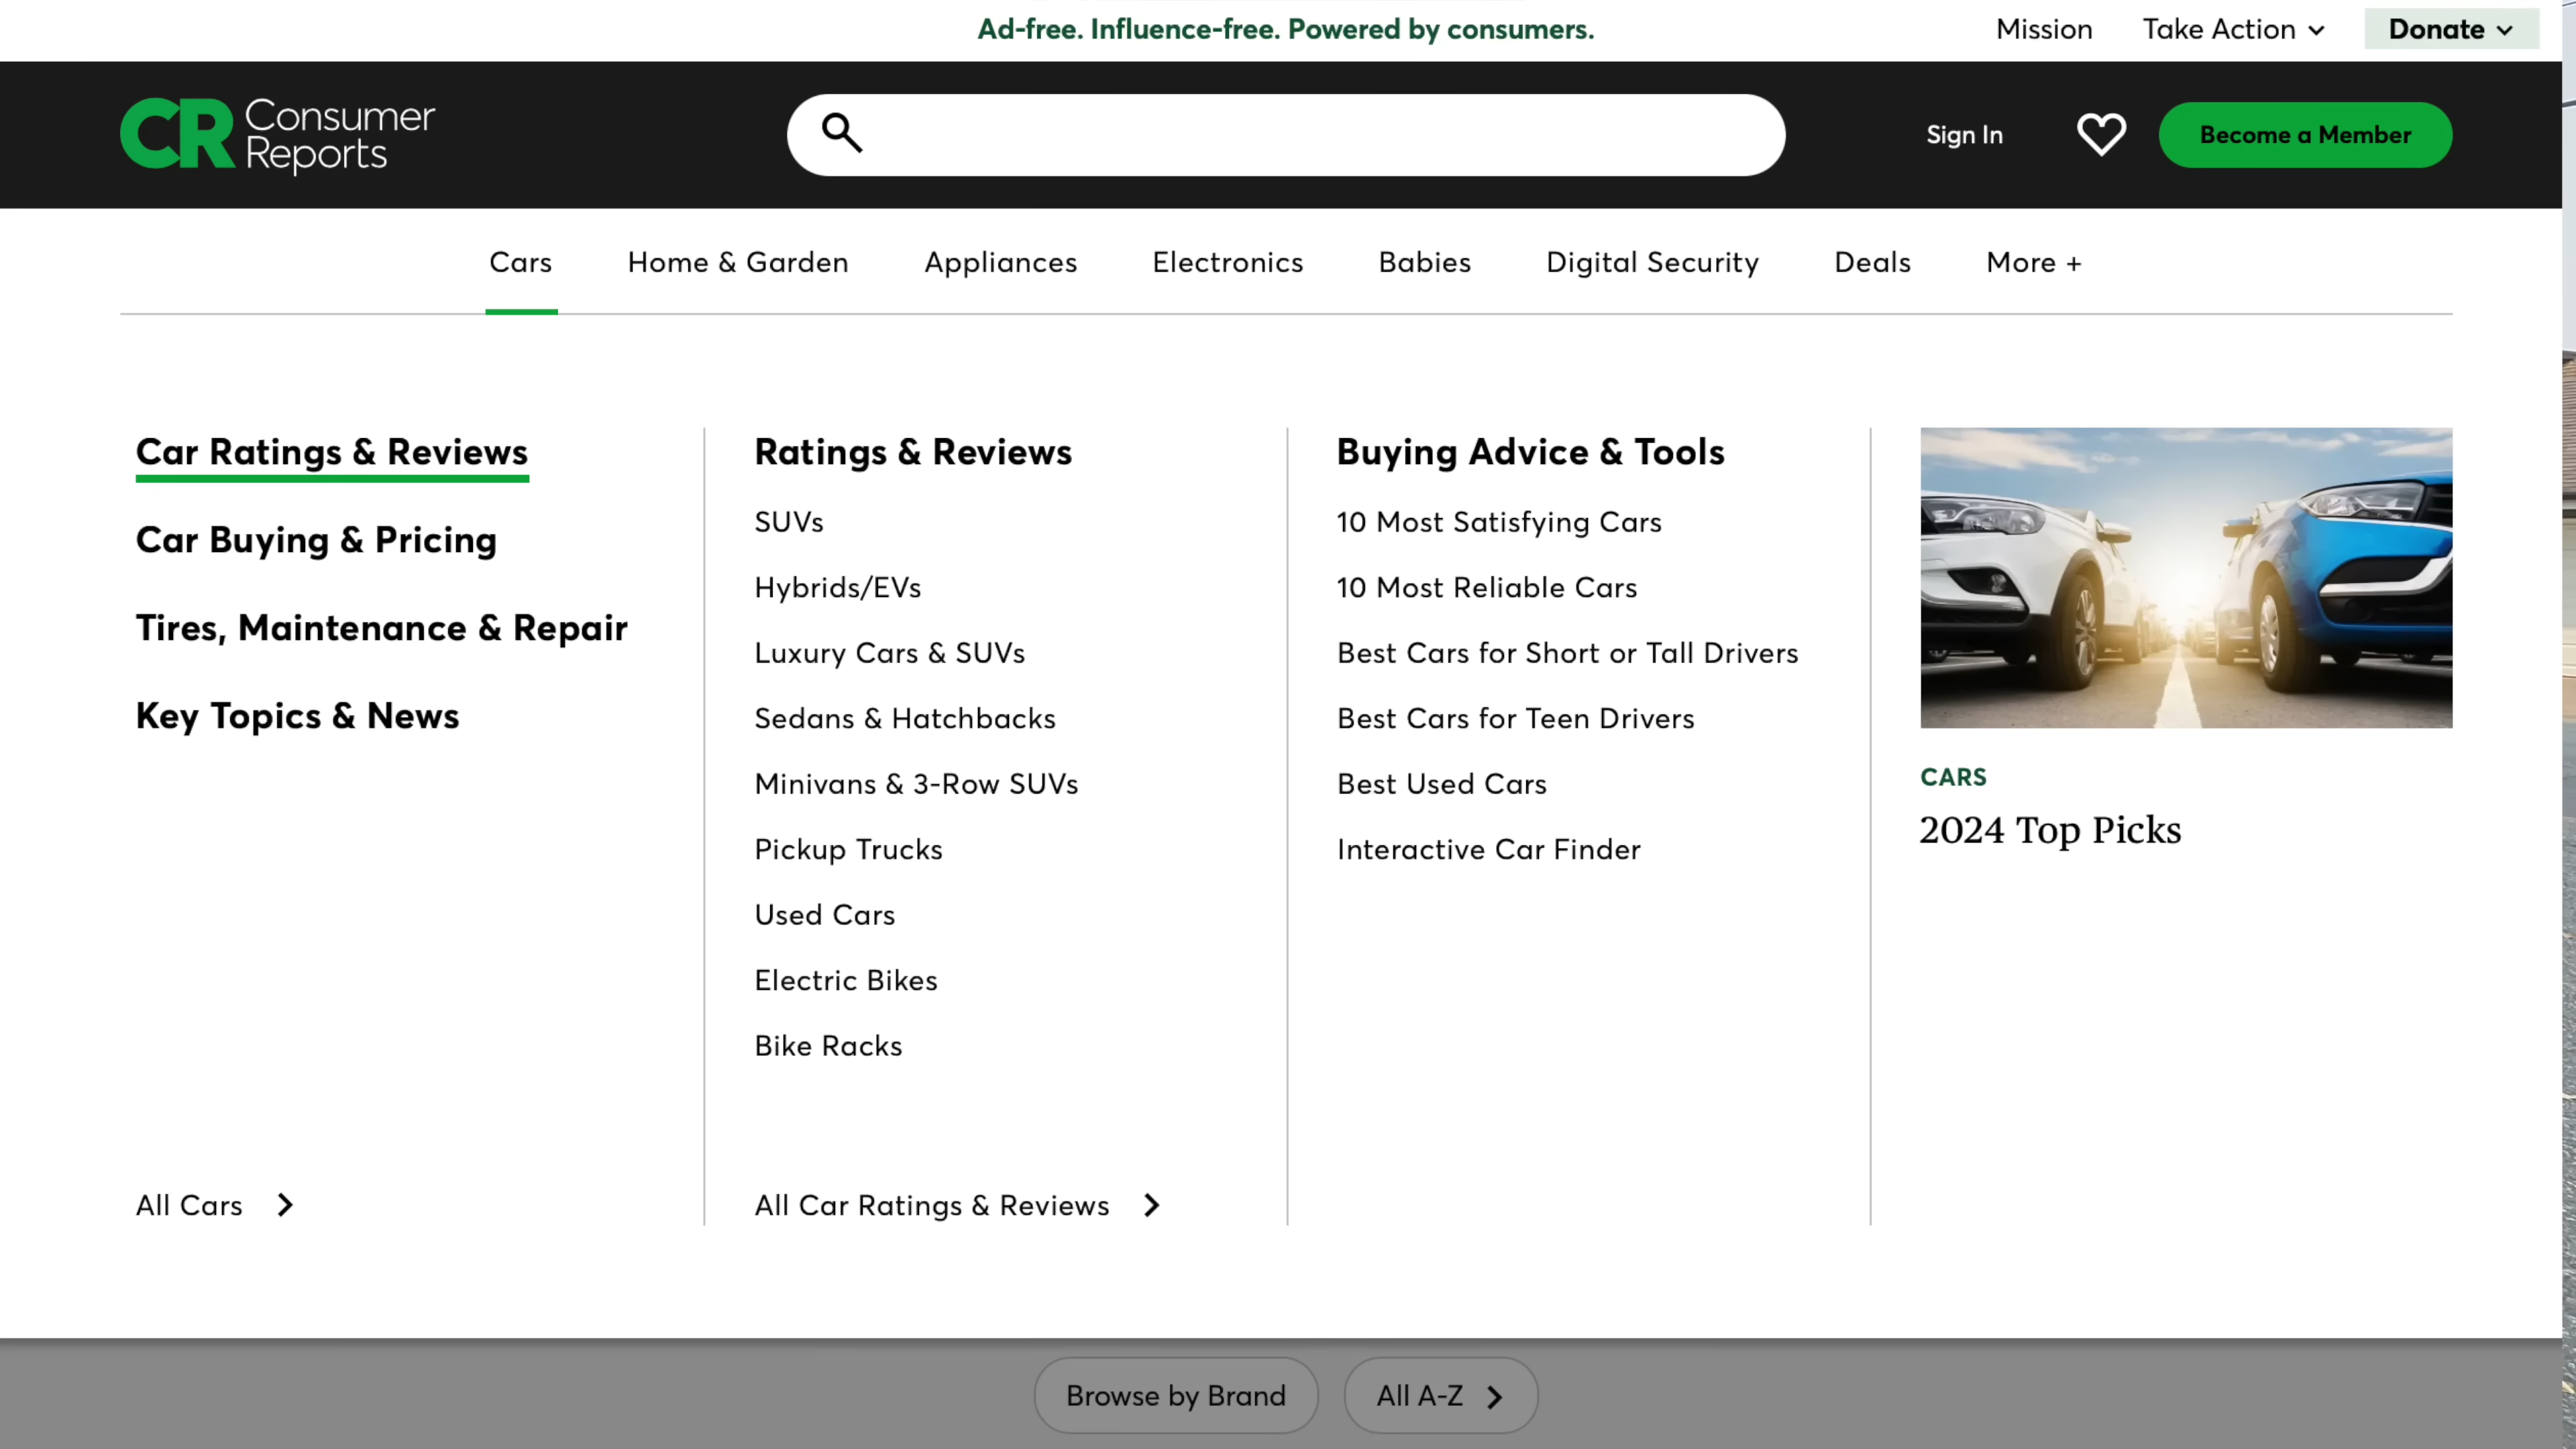 Ad-free. Influence-free. Powered by consumers.
Mission
Take Action
Donate
CR Consumer
Reports
Sign In
Become a Member
Cars
Home & Garden
Appliances
Electronics
Babies
Digital Security
Deals
More +
Car Ratings & Reviews
Car Buying & Pricing
Tires, Maintenance & Repair
Key Topics & News
All Cars
Ratings & Reviews
SUVs
Hybrids/EVs
Luxury Cars & SUVs
Sedans & Hatchbacks
Minivans & 3-Row SUVs
Pickup Trucks
Used Cars
Electric Bikes
Bike Racks
All Car Ratings & Reviews
Buying Advice & Tools
10 Most Satisfying Cars
10 Most Reliable Cars
Best Cars for Short or Tall Drivers
Best Cars for Teen Drivers
Best Used Cars
Interactive Car Finder
CARS
2024 Top Picks
Browse by Brand
All A-Z